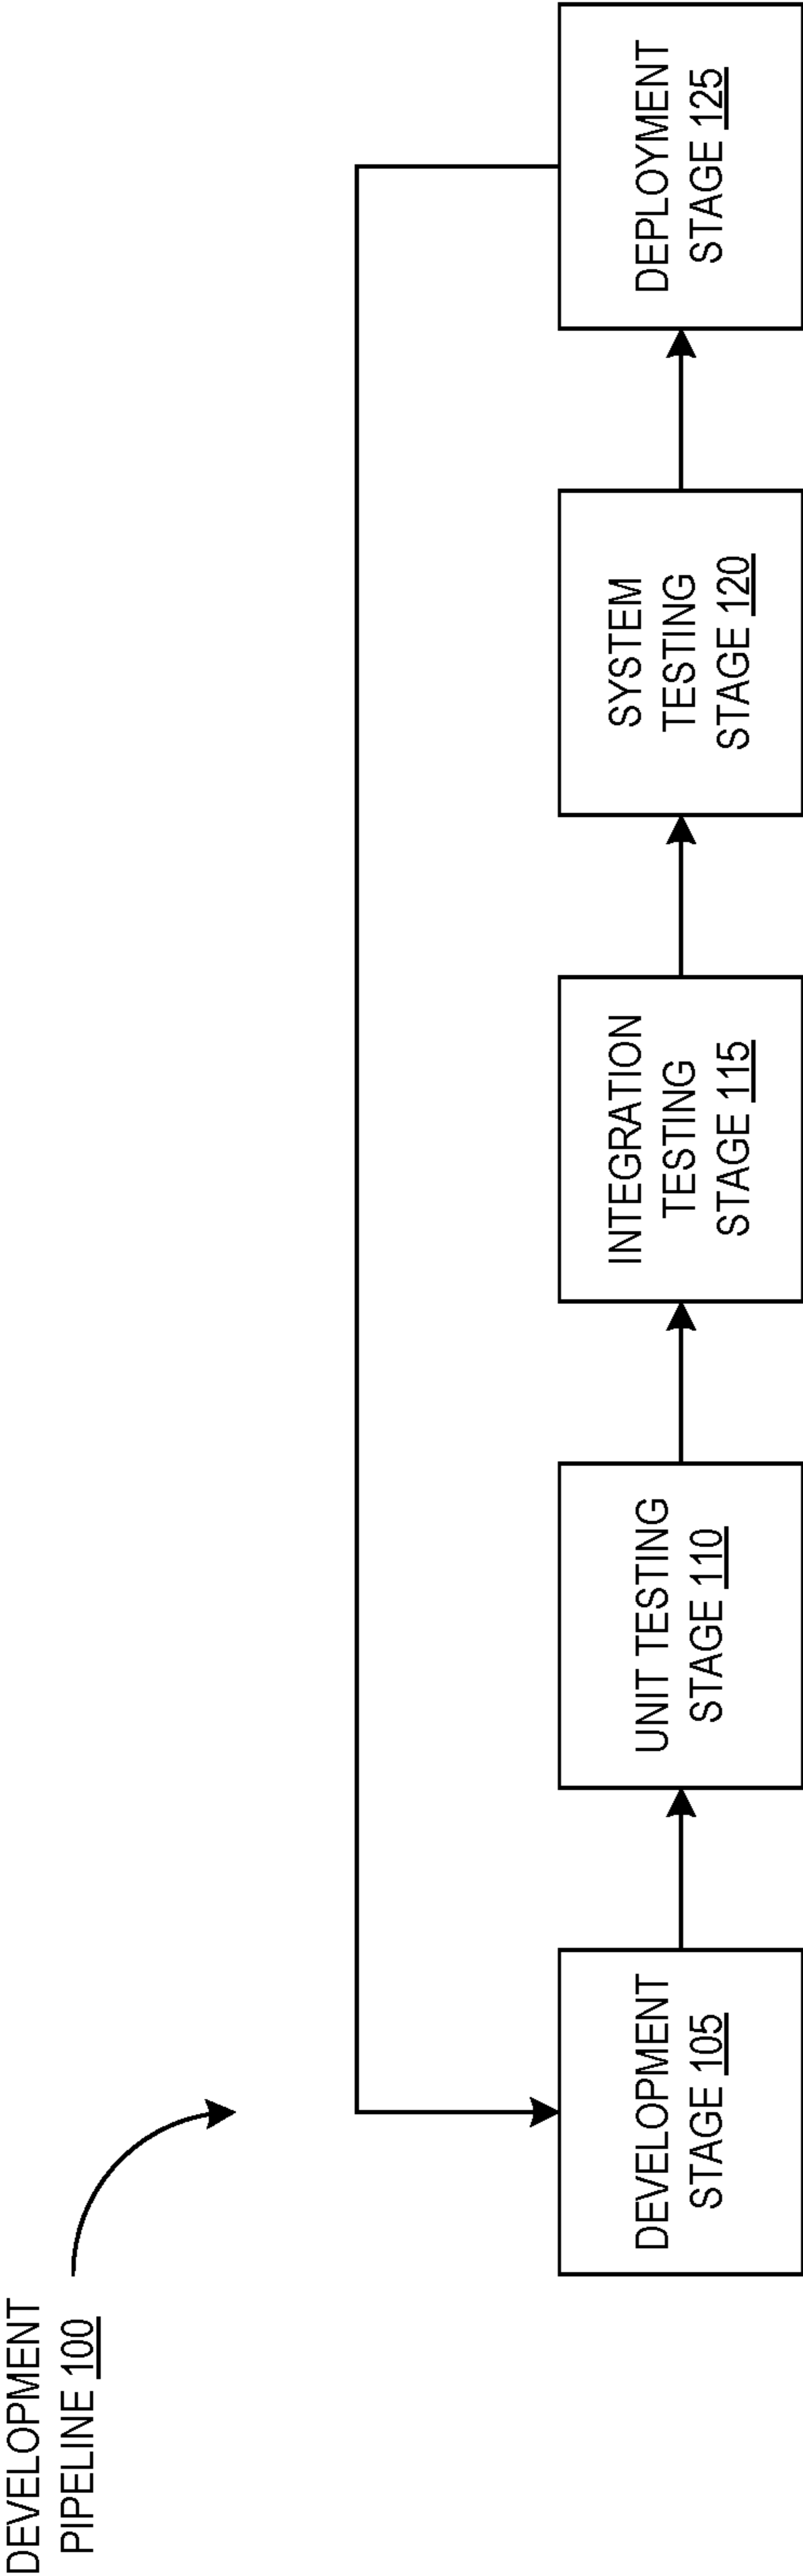 DEVELOPMENT
PIPELINE 100
DEVELOPMENT
STAGE 105
UNIT TESTING
STAGE 110
INTEGRATION
TESTING
STAGE 115
SYSTEM
TESTING
STAGE 120
DEPLOYMENT
STAGE 125